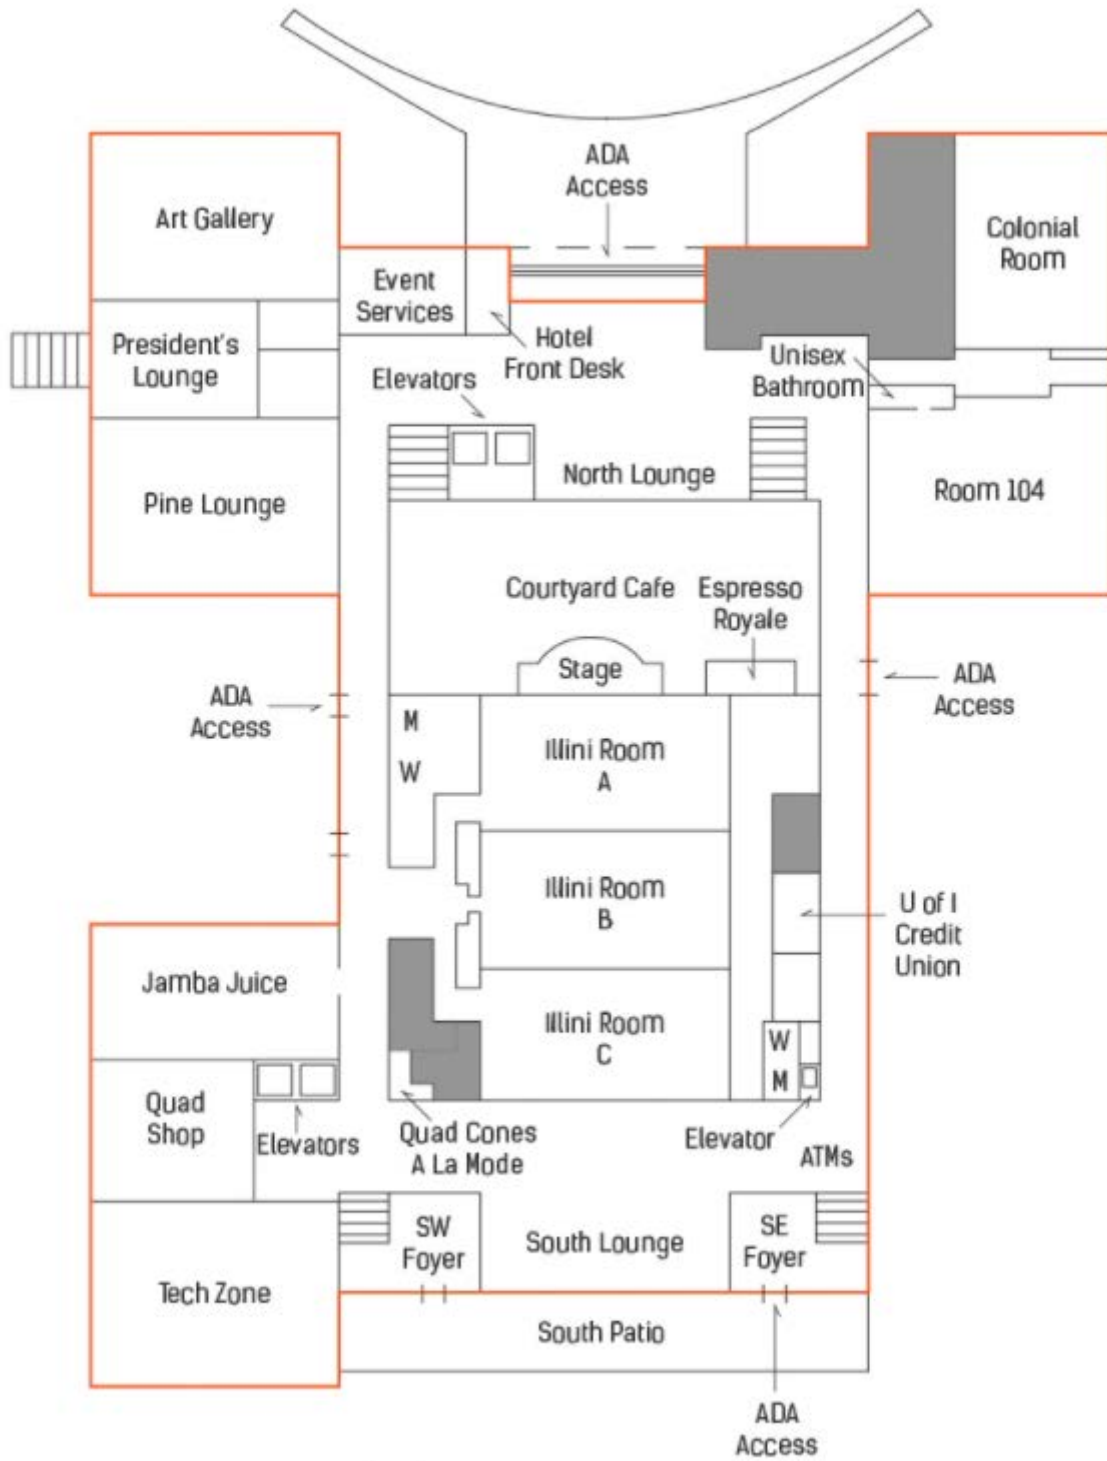 ADA
Access
Art Gallery
Colonial
Room
Event
Services
Hotel
Front Desk
President's
Lounge
Unisex
Bathroom
Elevators
North Lounge
Pine Lounge
Room 104
Courtyard Cafe
Espresso
Royale
Stage
ADA
Access
ADA
Access
M
W
Illini Room
A
Illini Room
B
U of I
Credit
Union
Jamba Juice
Illini Room
C
W
M
Quad
Shop
Elevators
Quad Cones
A La Mode
Elevator
ATMs
SW
Foyer
South Lounge
SE
Foyer
Tech Zone
South Patio
ADA
Access